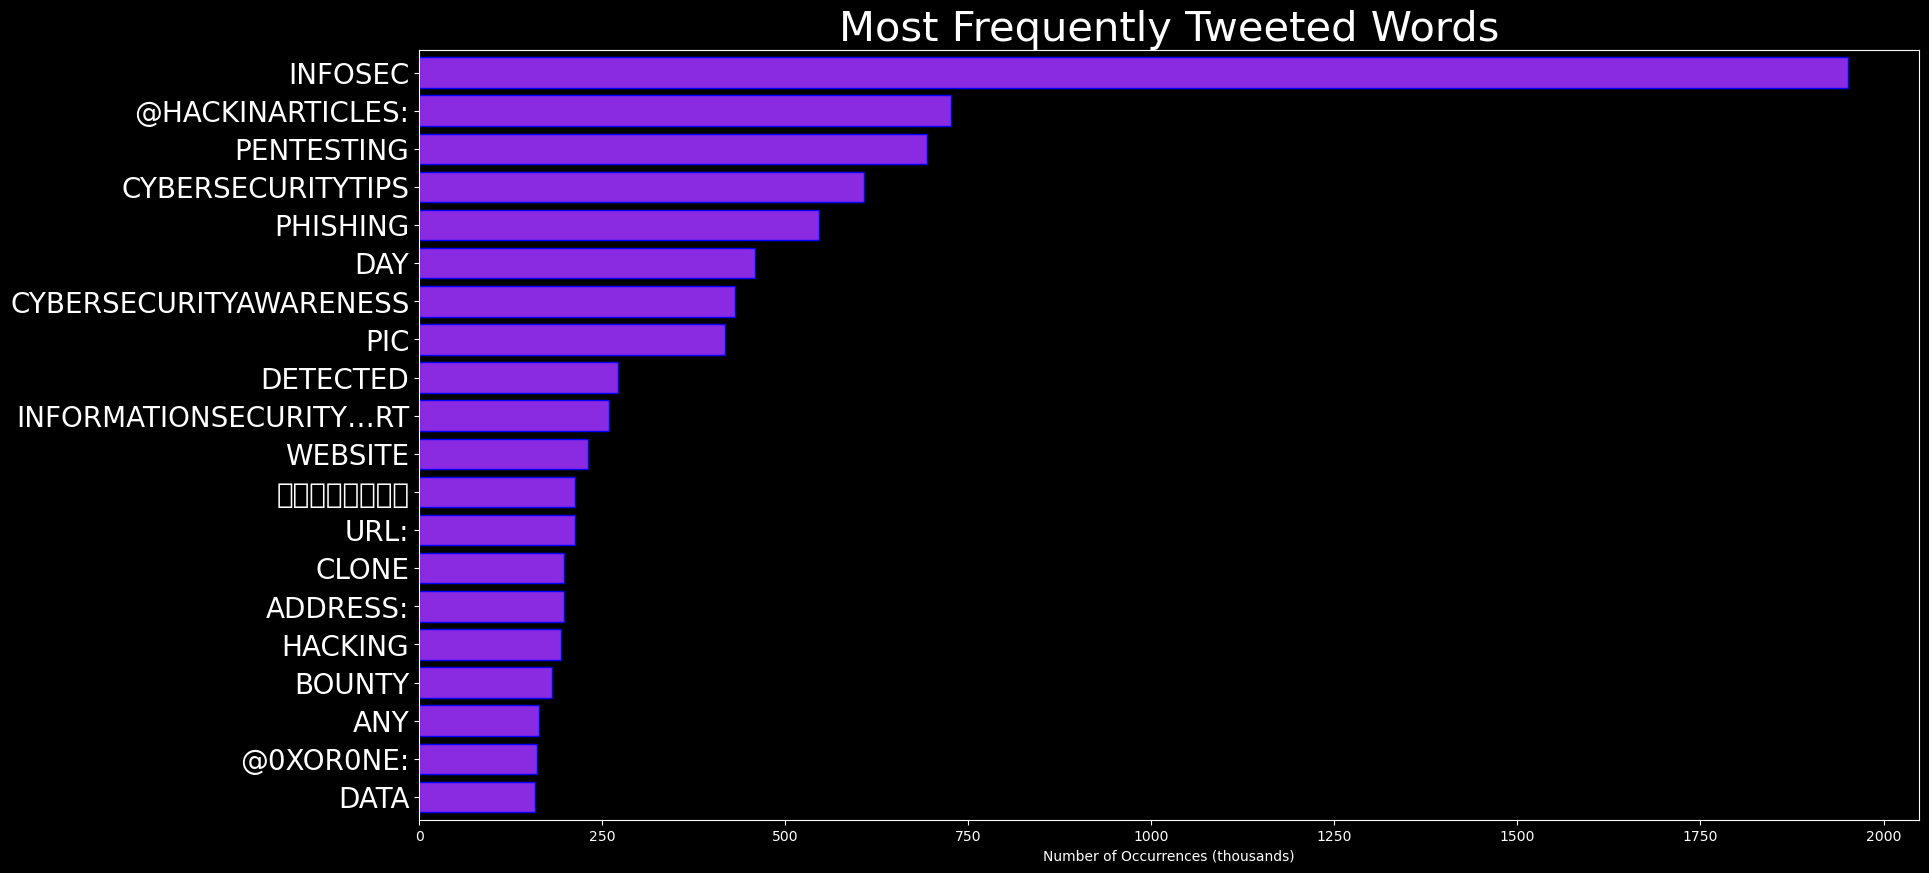 Most Frequently Tweeted Words
INFOSEC
@HACKINARTICLES:
PENTESTING
CYBERSECURITYTIPS
PHISHING
DAY
CYBERSECURITYAWARENESS
PIC
DETECTED
INFORMATIONSECURITY…RT
WEBSITE
URL:
CLONE
ADDRESS:
HACKING
BOUNTY
ANY
@0XOR0NE:
DATA
0 250 500 750 1000 1250 1500 1750 2000
Number of Occurrences (thousands)